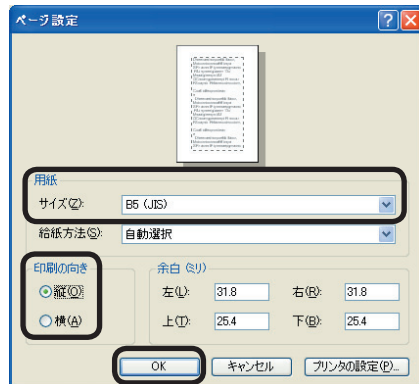 ページ設定
用紙
サイズ(Z):
B5 (JIS)
給紙方法(S):
自動選択
印刷の向き
縦(O)
横(A)
余白 (ミリ)
左(L):
31.8
右(R):
31.8
上(T):
25.4
下(B):
25.4
OK
キャンセル
プリンタの設定(P)...